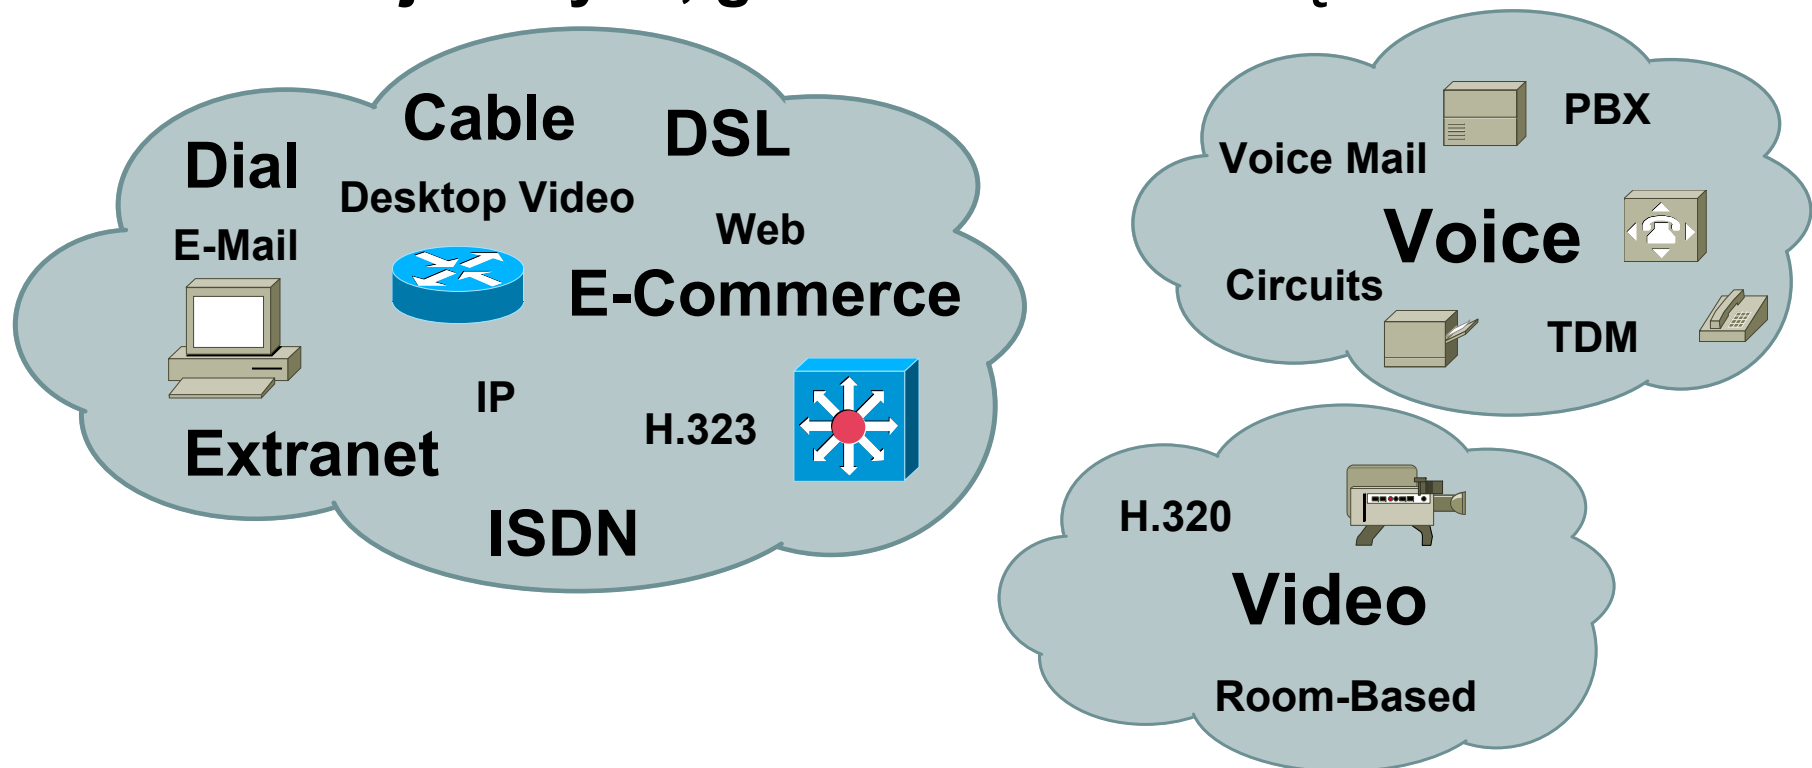 Cable
DSL
Dial
Desktop Video
E-Mail
Web
E-Commerce
IP
H.323
Extranet
ISDN
PBX
Voice Mail
Voice
Circuits
TDM
H.320
Video
Room-Based